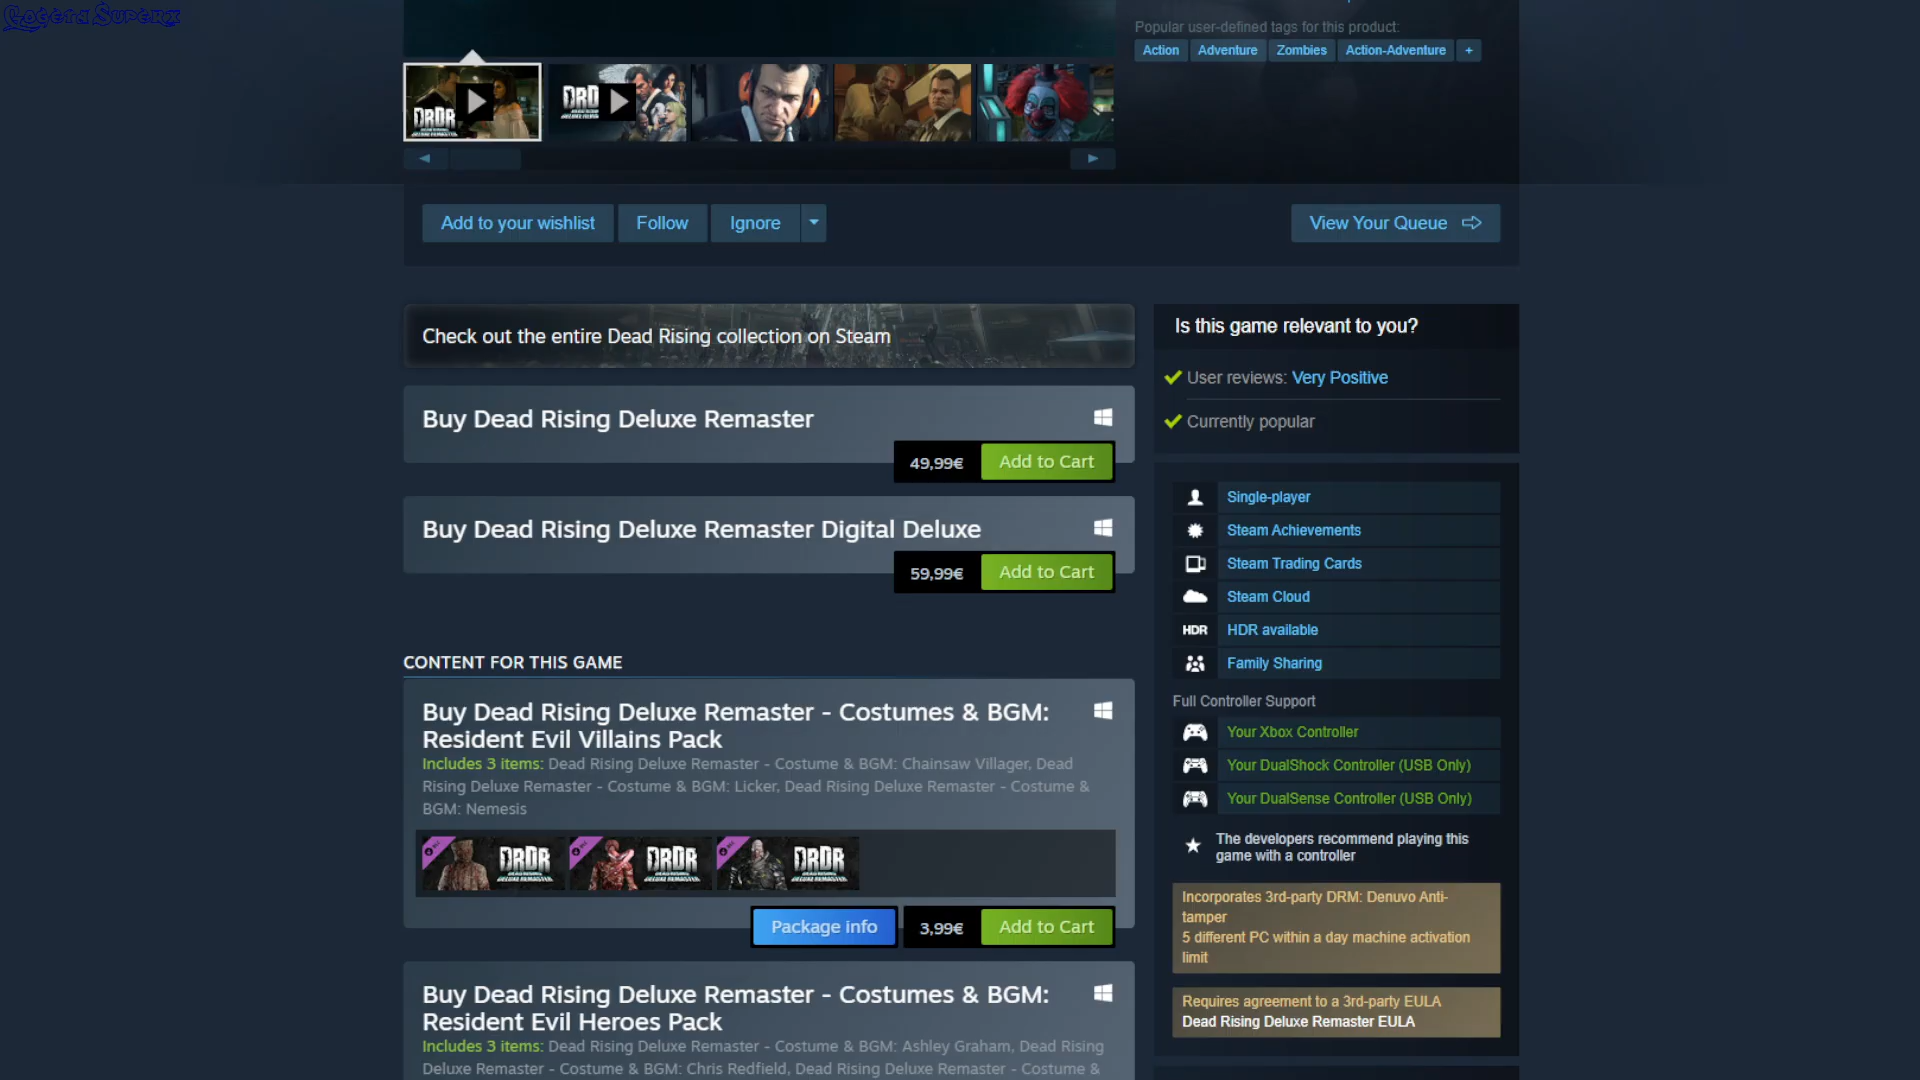 Gogeta Superx
Popular user-defined tags for this product:
Action Adventure Zombies Action-Adventure +
DRDR
DRDR
Add to your wishlist Follow Ignore View Your Queue
Check out the entire Dead Rising collection on Steam
Is this game relevant to you?
User reviews: Very Positive
Currently popular
Buy Dead Rising Deluxe Remaster
49,99€ Add to Cart
Buy Dead Rising Deluxe Remaster Digital Deluxe
59,99€ Add to Cart
Single-player
Steam Achievements
Steam Trading Cards
Steam Cloud
HDR HDR available
Family Sharing
Full Controller Support
Your Xbox Controller
Your DualShock Controller (USB Only)
Your DualSense Controller (USB Only)
The developers recommend playing this
game with a controller
Incorporates 3rd-party DRM: Denuvo Anti-
tamper
5 different PC within a day machine activation
limit
Requires agreement to a 3rd-party EULA
Dead Rising Deluxe Remaster EULA
CONTENT FOR THIS GAME
Buy Dead Rising Deluxe Remaster - Costumes & BGM:
Resident Evil Villains Pack
Includes 3 items: Dead Rising Deluxe Remaster - Costume & BGM: Chainsaw Villager, Dead
Rising Deluxe Remaster - Costume & BGM: Licker, Dead Rising Deluxe Remaster - Costume &
BGM: Nemesis
DRDR DRDR DRDR
Package info 3,99€ Add to Cart
Buy Dead Rising Deluxe Remaster - Costumes & BGM:
Resident Evil Heroes Pack
Includes 3 items: Dead Rising Deluxe Remaster - Costume & BGM: Ashley Graham, Dead Rising
Deluxe Remaster - Costume & BGM: Chris Redfield, Dead Rising Deluxe Remaster - Costume &